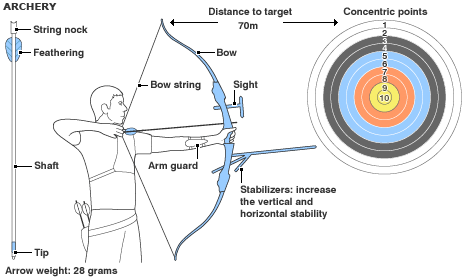 ARCHERY
String nock
Feathering
Shaft
Tip
Arrow weight: 28 grams
Distance to target
70m
Bow
Bow string
Sight
Arm guard
Stabilizers: increase
the vertical and
horizontal stability
Concentric points
1
2
3
4
5
6
7
8
9
10